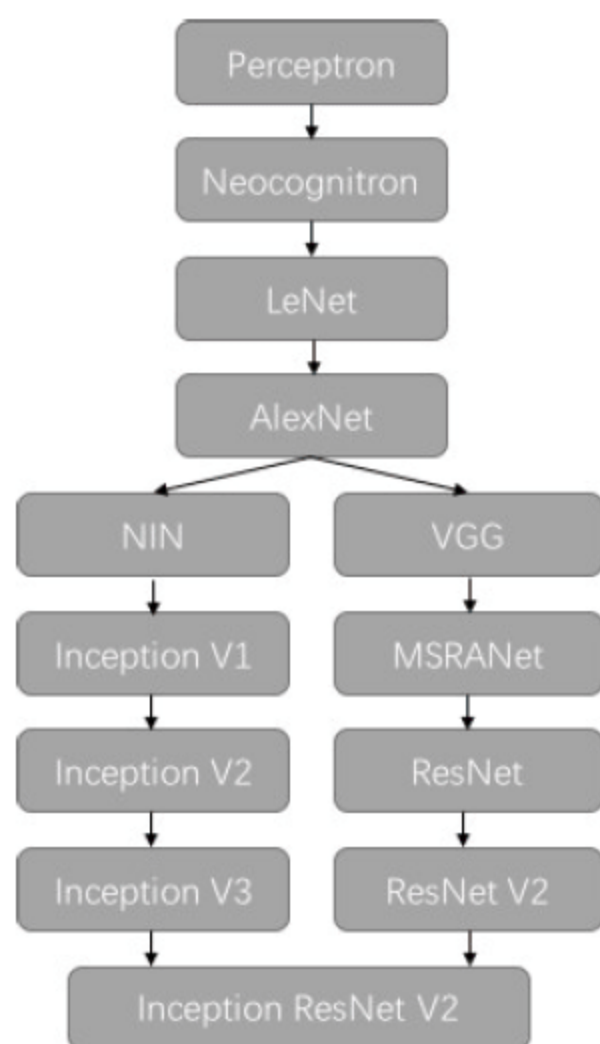 Perceptron
Neocognitron
LeNet
AlexNet
NIN
VGG
Inception V1
MSRANet
Inception V2
ResNet
Inception V3
ResNet V2
Inception ResNet V2